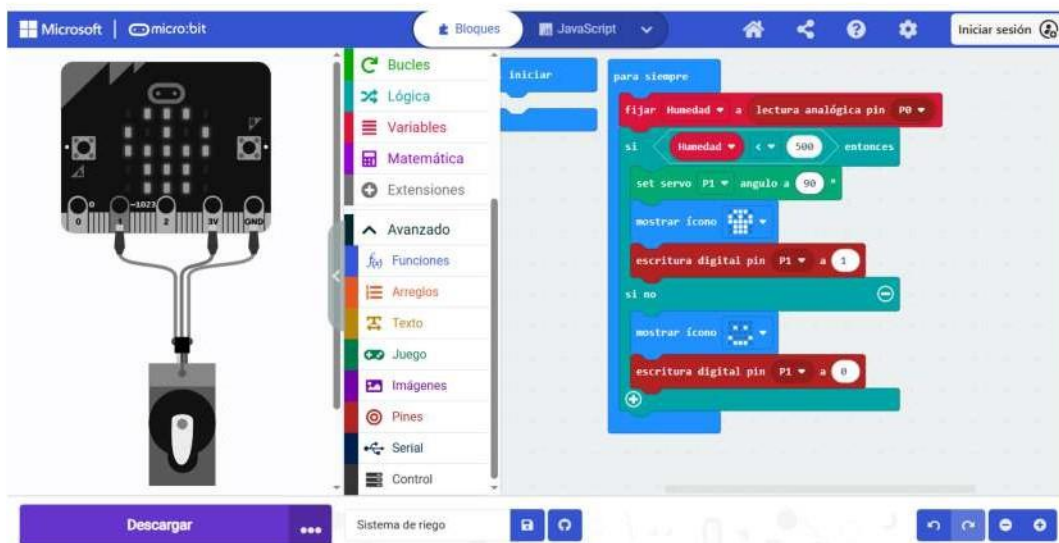 Microsoft micro:bit
Bloques
JavaScript
Iniciar sesión
0
~1023
0 1 2 3V GND
Bucles
Lógica
Variables
Matemática
Extensiones
Avanzado
Funciones
Arreglos
Texto
Juego
Imágenes
Pines
Serial
Control
iniciar
para siempre
fijar Humedad a lectura analógica pin P0
si Humedad < 500 entonces
set servo P1 angulo a 90 °
mostrar ícono
escritura digital pin P1 a 1
si no
mostrar ícono
escritura digital pin P1 a 0
Descargar
Sistema de riego